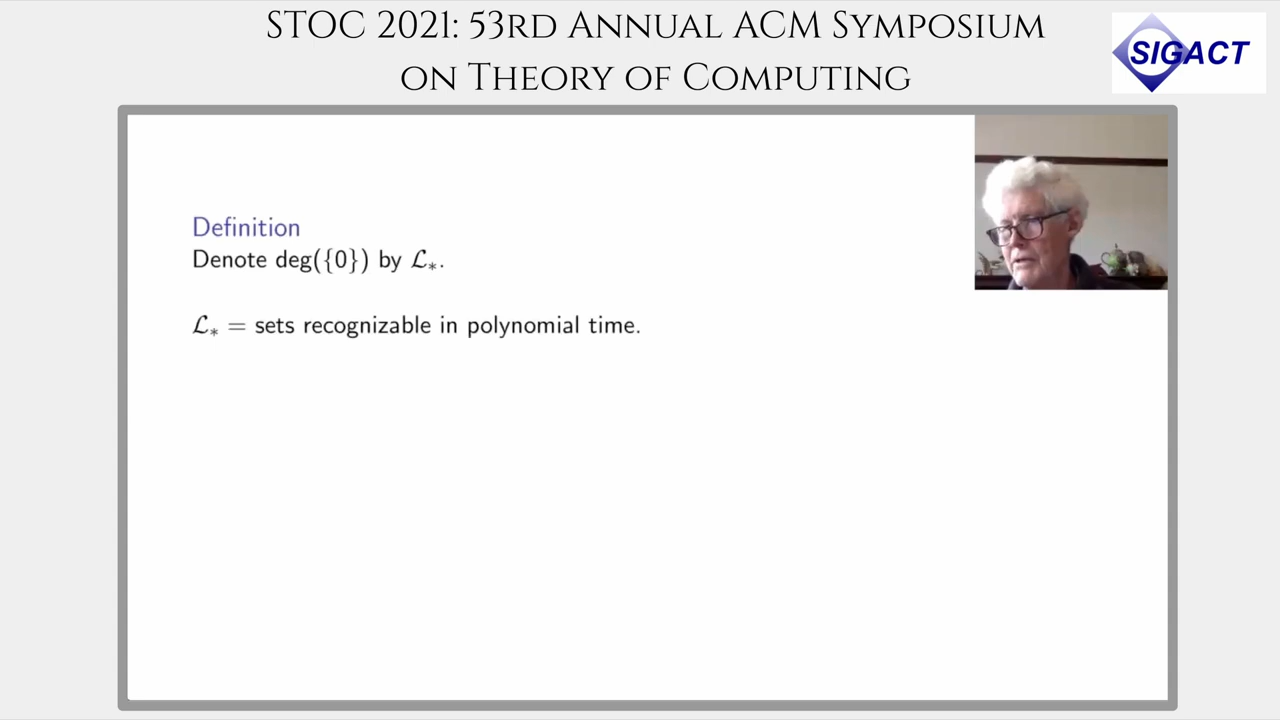 STOC 2021: 53rd Annual ACM Symposium
on Theory of Computing
SIGACT
Definition
Denote deg({0}) by ℒ∗.
ℒ∗ = sets recognizable in polynomial time.